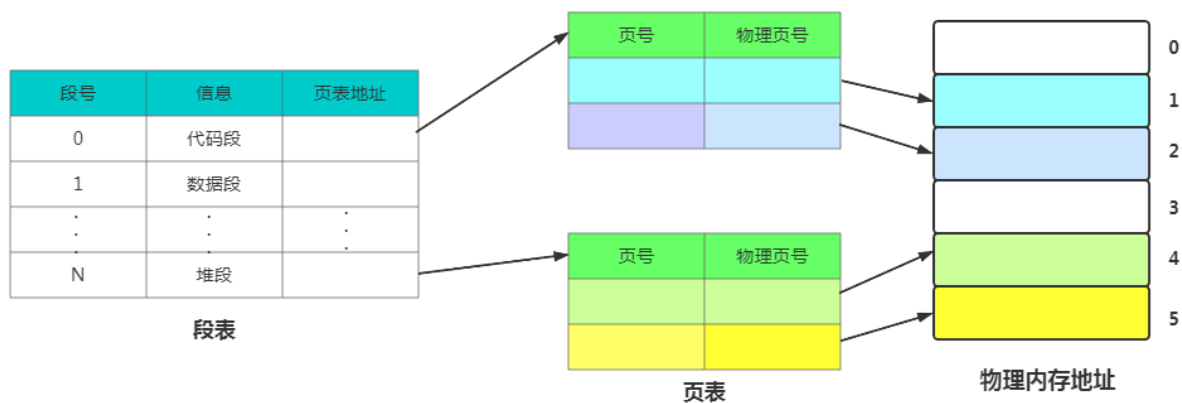 段号 信息 页表地址
0 代码段
1 数据段
N 堆段
段表
页号 物理页号
页号 物理页号
页表
0
1
2
3
4
5
物理内存地址